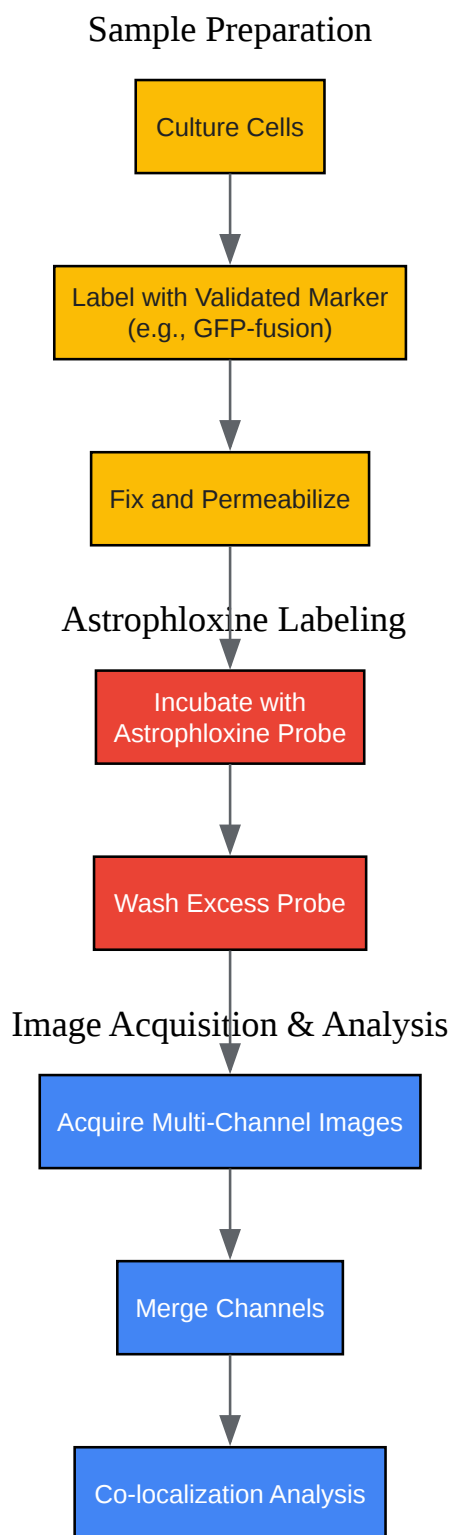 Sample Preparation
Culture Cells
Label with Validated Marker
(e.g., GFP-fusion)
Fix and Permeabilize
Astrophloxine Labeling
Incubate with
Astrophloxine Probe
Wash Excess Probe
Image Acquisition & Analysis
Acquire Multi-Channel Images
Merge Channels
Co-localization Analysis